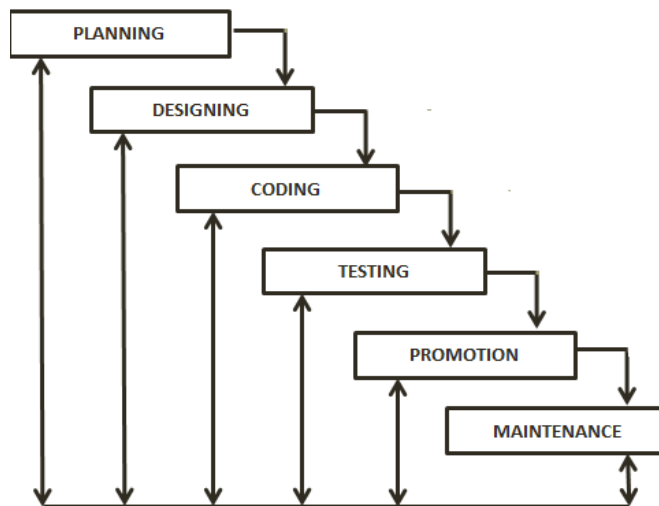 PLANNING
DESIGNING
CODING
TESTING
PROMOTION
MAINTENANCE